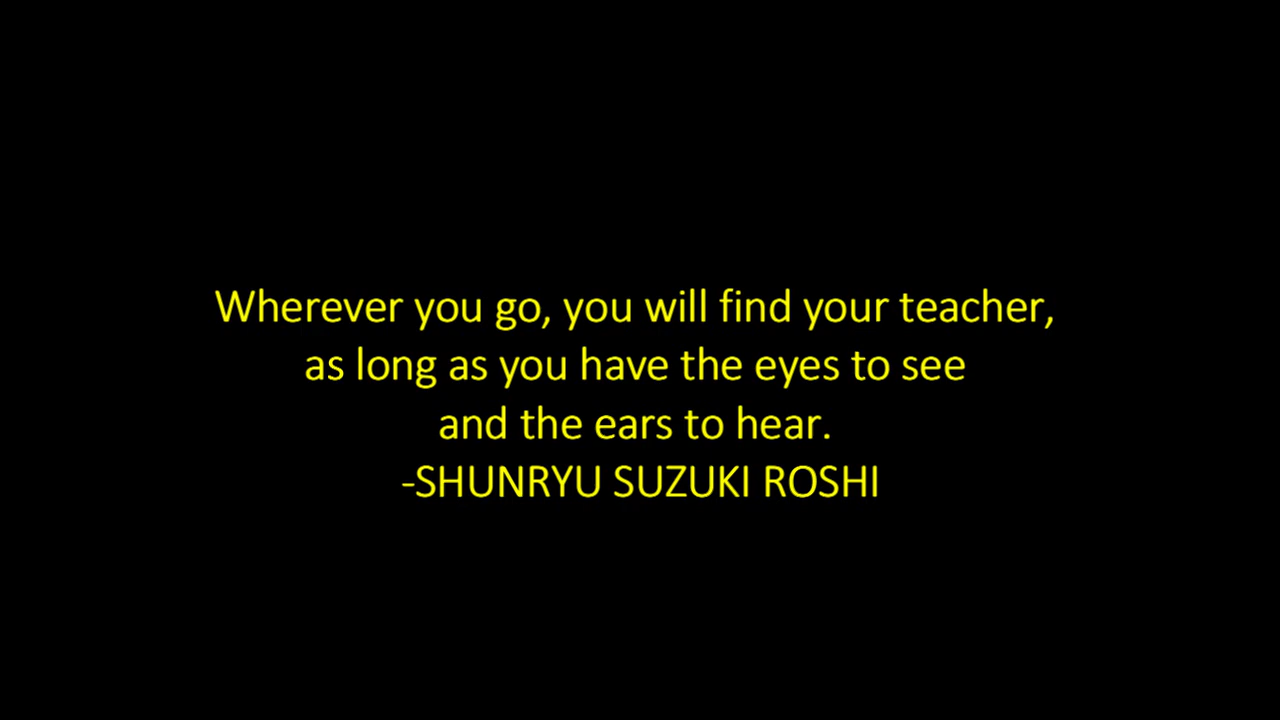 Wherever you go, you will find your teacher,
as long as you have the eyes to see
and the ears to hear.
-SHUNRYU SUZUKI ROSHI